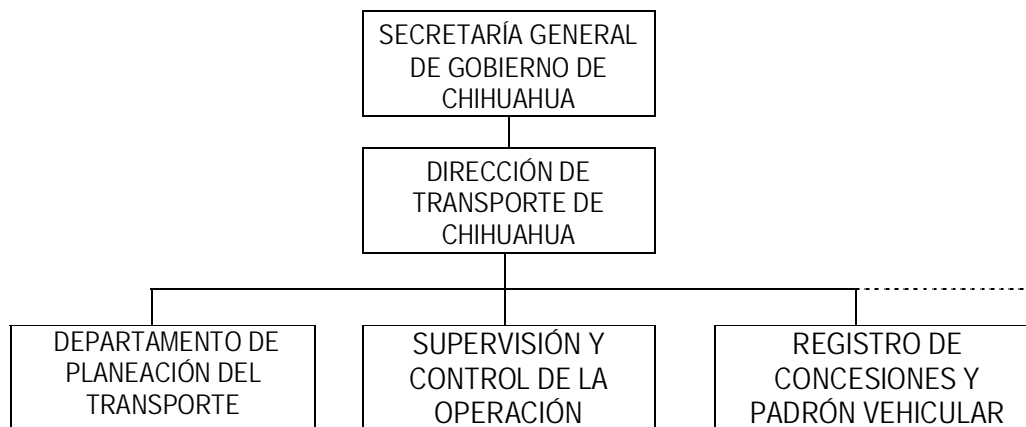 SECRETARÍA GENERAL
DE GOBIERNO DE
CHIHUAHUA
DIRECCIÓN DE
TRANSPORTE DE
CHIHUAHUA
DEPARTAMENTO DE
PLANEACIÓN DEL
TRANSPORTE
SUPERVISIÓN Y
CONTROL DE LA
OPERACIÓN
REGISTRO DE
CONCESIONES Y
PADRÓN VEHICULAR